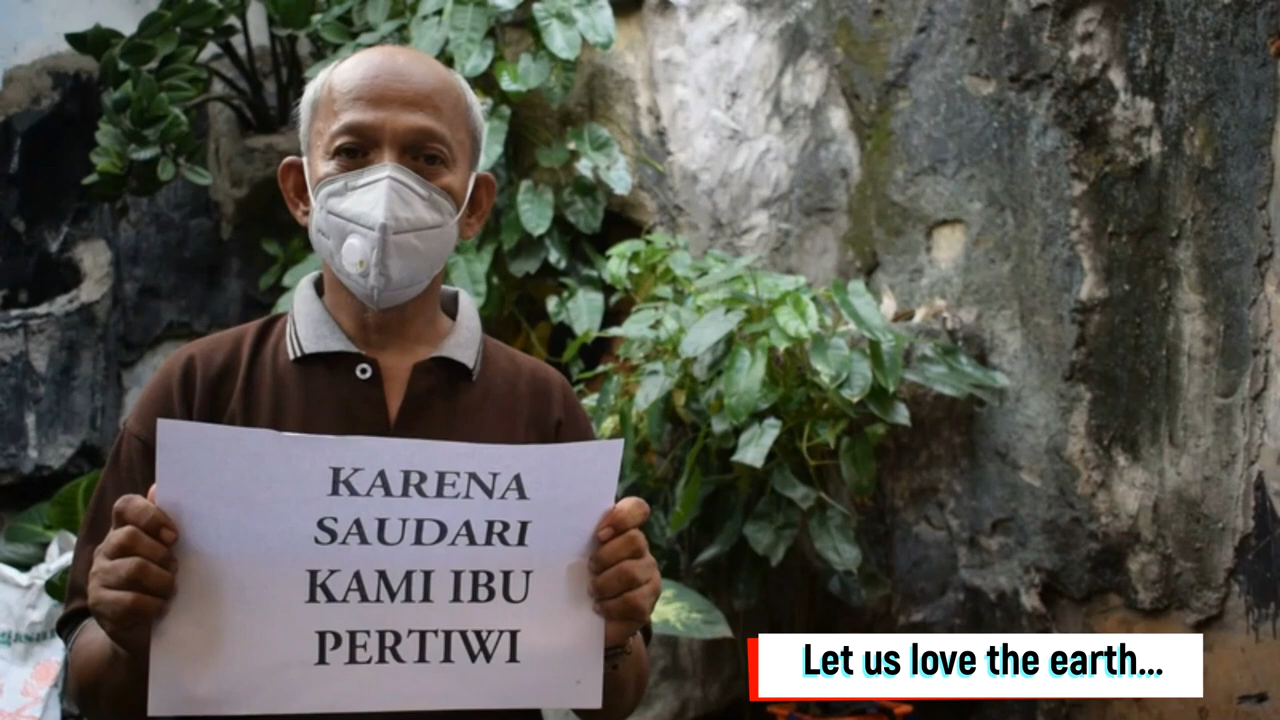 KARENA
SAUDARI
KAMI IBU
PERTIWI
Let us love the earth...